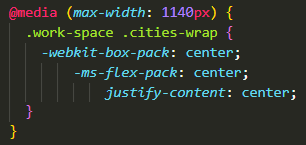 @media (max-width: 1140px) {
.work-space .cities-wrap {
-webkit-box-pack: center;
-ms-flex-pack: center;
justify-content: center;
}
}